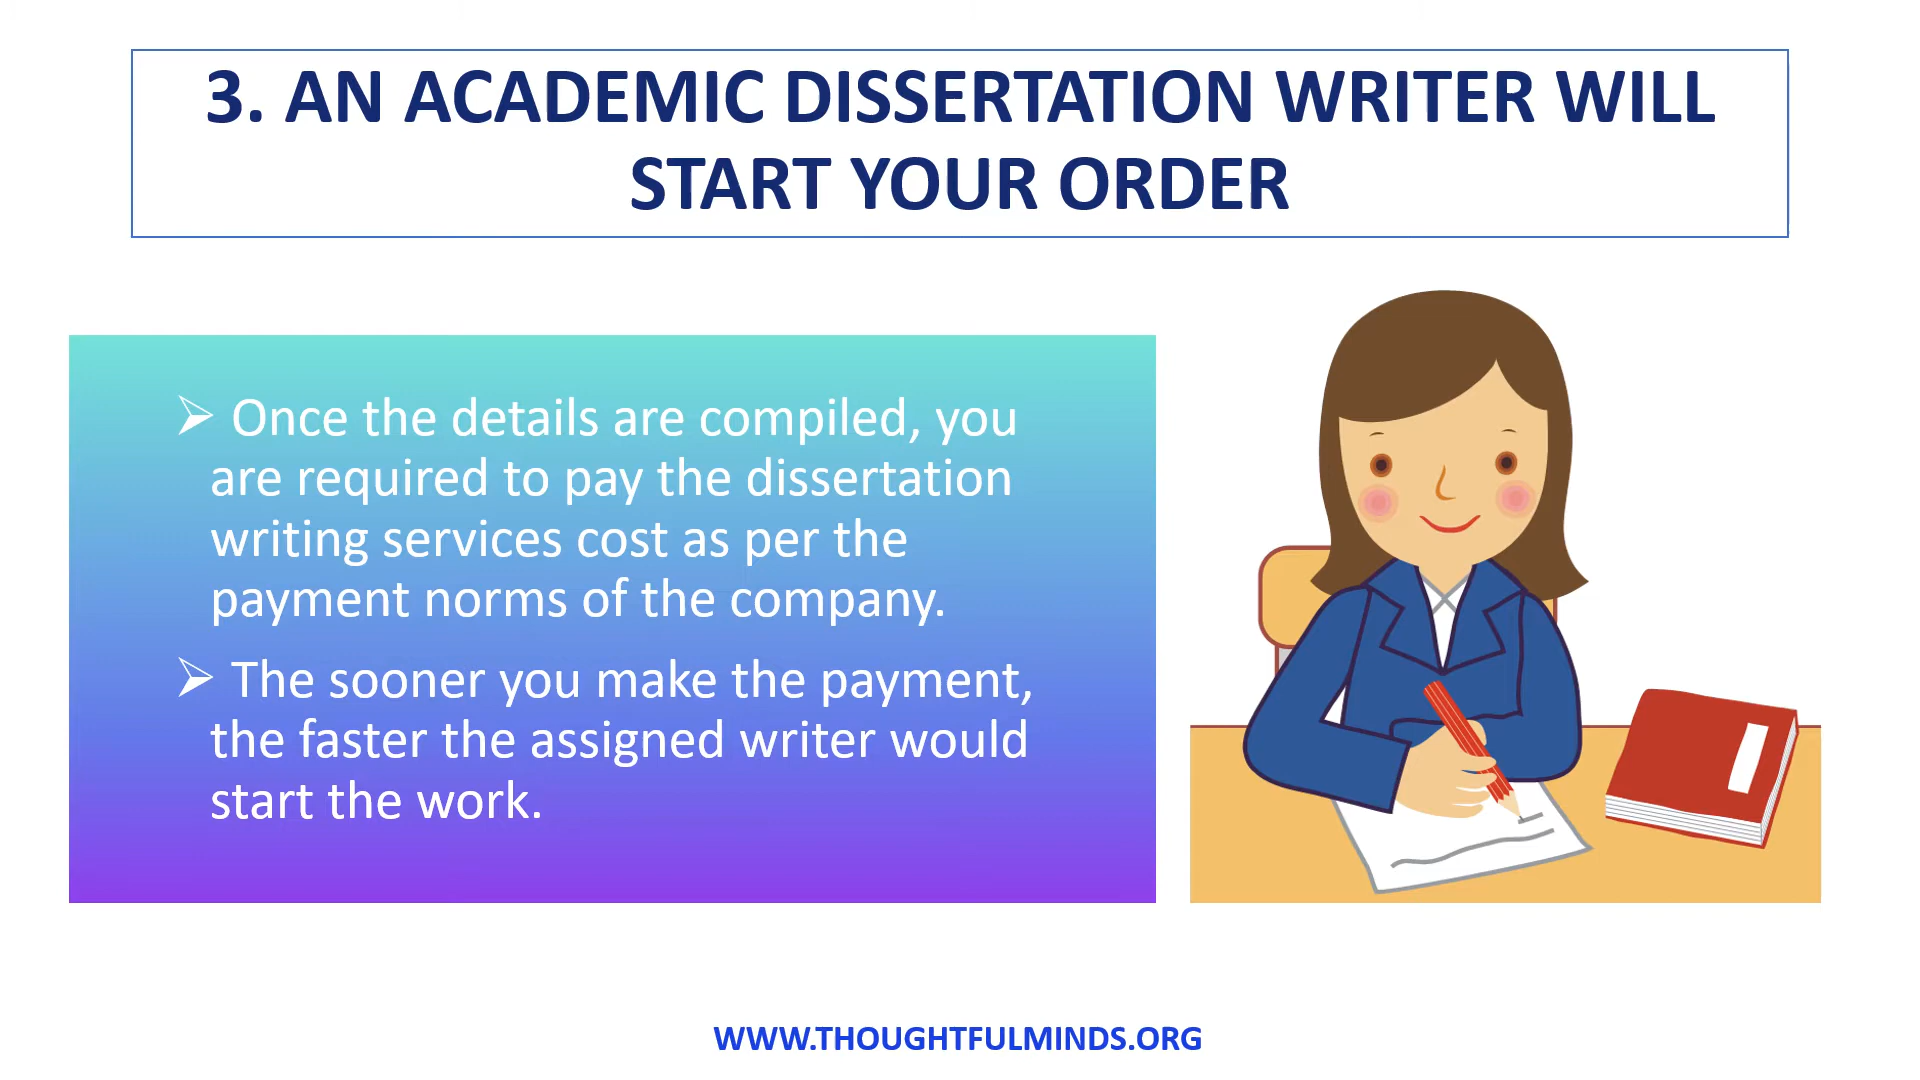 3. AN ACADEMIC DISSERTATION WRITER WILL
START YOUR ORDER
➢ Once the details are compiled, you
are required to pay the dissertation
writing services cost as per the
payment norms of the company.
➢ The sooner you make the payment,
the faster the assigned writer would
start the work.
WWW.THOUGHTFULMINDS.ORG